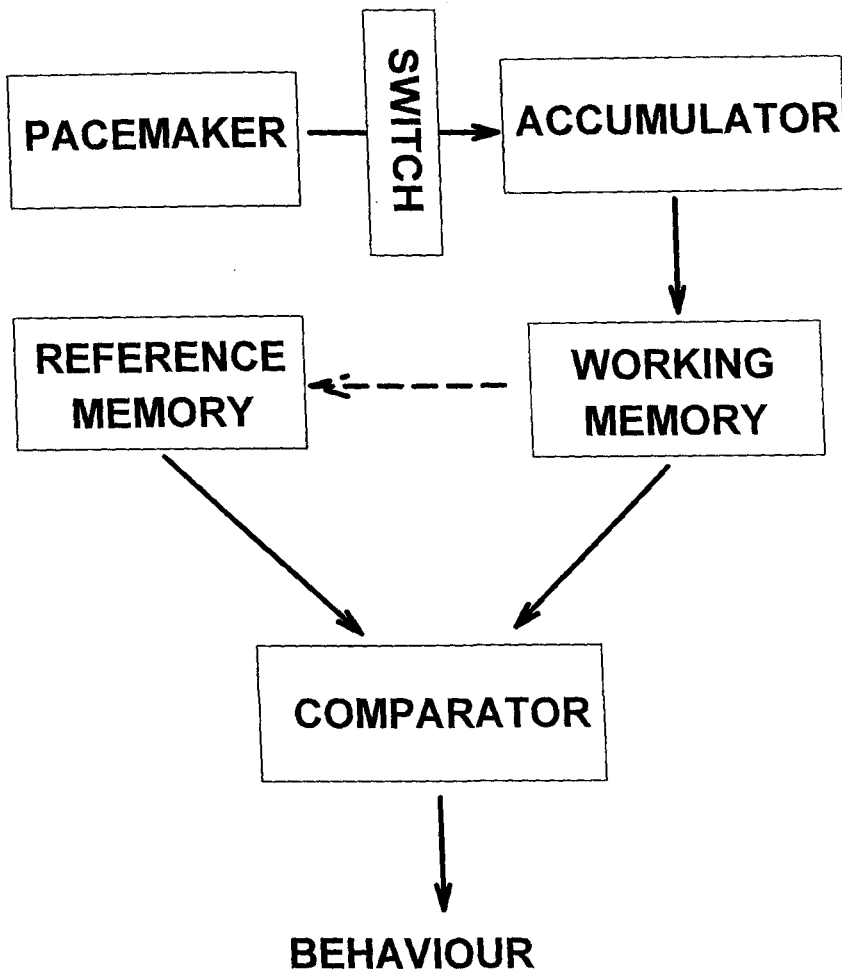 PACEMAKER
SWITCH
ACCUMULATOR
REFERENCE
MEMORY
WORKING
MEMORY
COMPARATOR
BEHAVIOUR